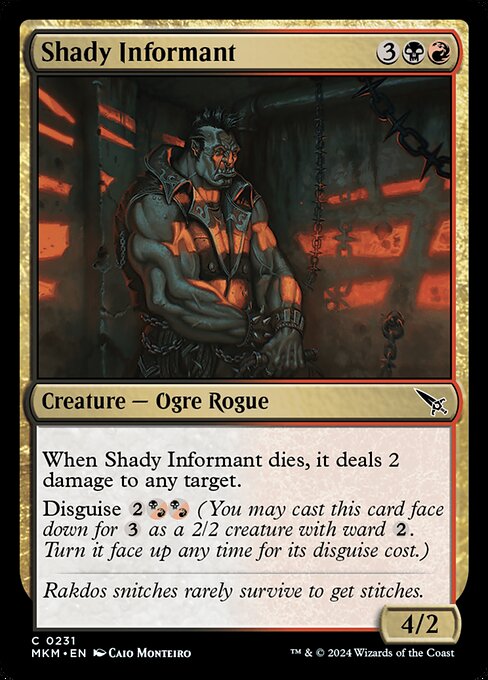 Shady Informant 3
Creature — Ogre Rogue
When Shady Informant dies, it deals 2
damage to any target.
Disguise 2 (You may cast this card face
down for 3 as a 2/2 creature with ward 2.
Turn it face up any time for its disguise cost.)
Rakdos snitches rarely survive to get stitches.
4/2
C 0231
MKM • EN Caio Monteiro ™ & © 2024 Wizards of the Coast